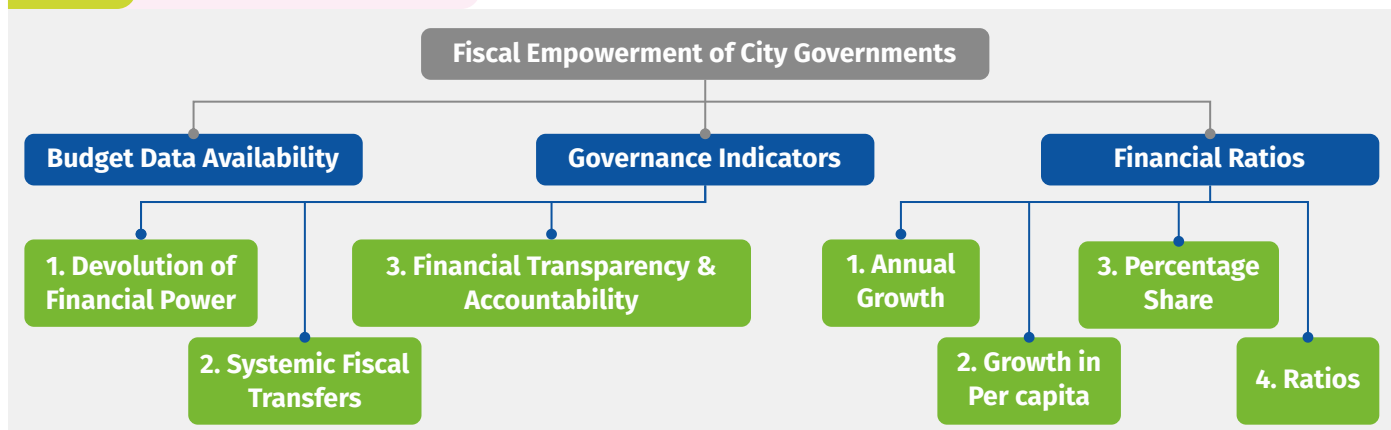 Fiscal Empowerment of City Governments
Budget Data Availability
Governance Indicators
Financial Ratios
1. Devolution of
Financial Power
2. Systemic Fiscal
Transfers
3. Financial Transparency &
Accountability
1. Annual
Growth
2. Growth in
Per capita
3. Percentage
Share
4. Ratios